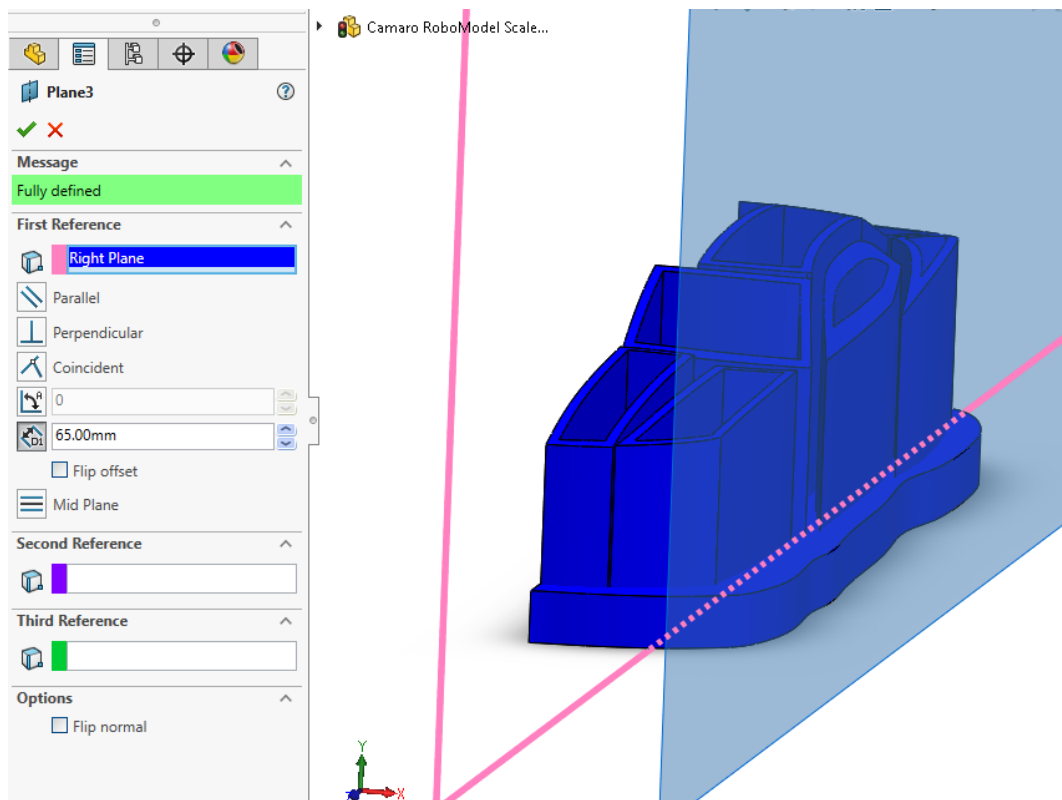 Camaro RoboModel Scale...
Plane3
Message
Fully defined
First Reference
Right Plane
Parallel
Perpendicular
Coincident
0
65.00mm
Flip offset
Mid Plane
Second Reference
Third Reference
Options
Flip normal
Y
X